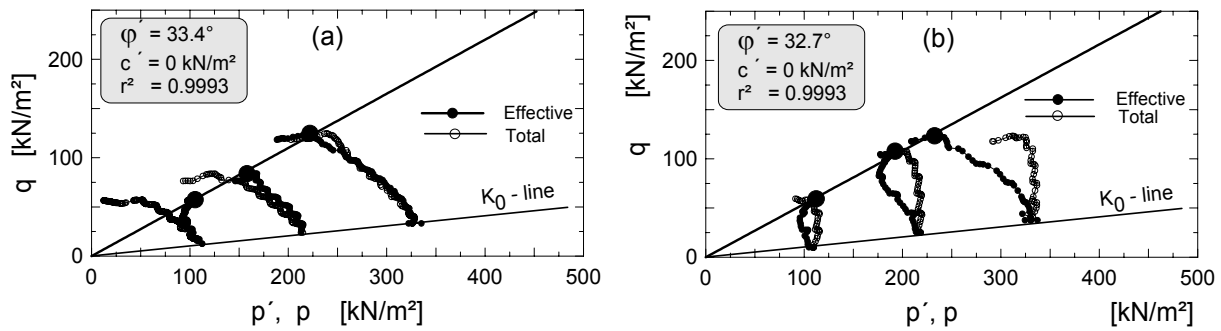 (a)
φ´ = 33.4°
c´ = 0 kN/m²
r² = 0.9993
Effective
Total
K0 - line
200
100
0
q [kN/m²]
0 100 200 300 400 500
p´, p [kN/m²]
(b)
φ´ = 32.7°
c´ = 0 kN/m²
r² = 0.9993
Effective
Total
K0 - line
200
100
0
q [kN/m²]
0 100 200 300 400 500
p´, p [kN/m²]